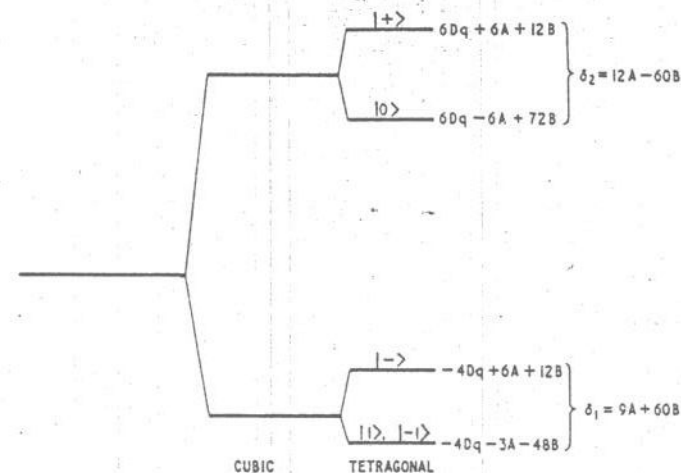 |+>
6Dq + 6A + 12B
δ₂ = 12A − 60B
|0>
6Dq − 6A + 72B
|−>
−4Dq + 6A + 12B
δ₁ = 9A + 60B
|1>, |−1>
−4Dq − 3A − 48B
CUBIC TETRAGONAL